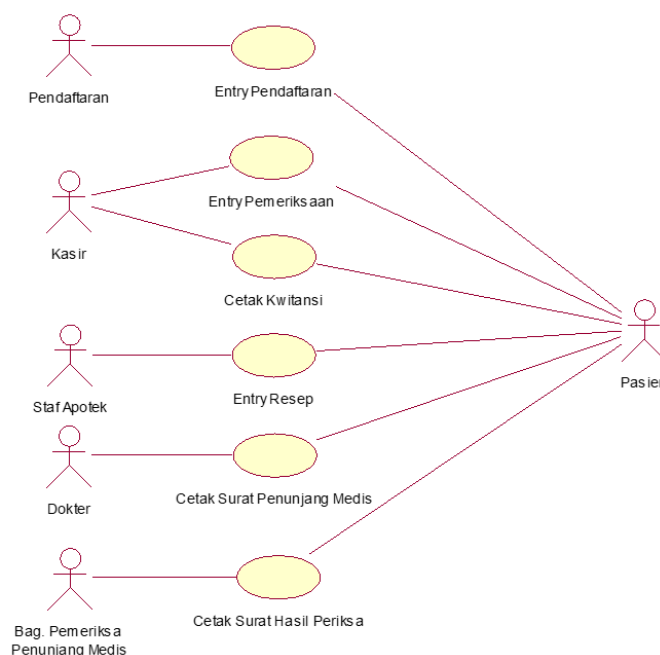 Pendaftaran
Entry Pendaftaran
Kasir
Entry Pemeriksaan
Cetak Kwitansi
Pasien
Staf Apotek
Entry Resep
Dokter
Cetak Surat Penunjang Medis
Bag. Pemeriksa
Penunjang Medis
Cetak Surat Hasil Periksa